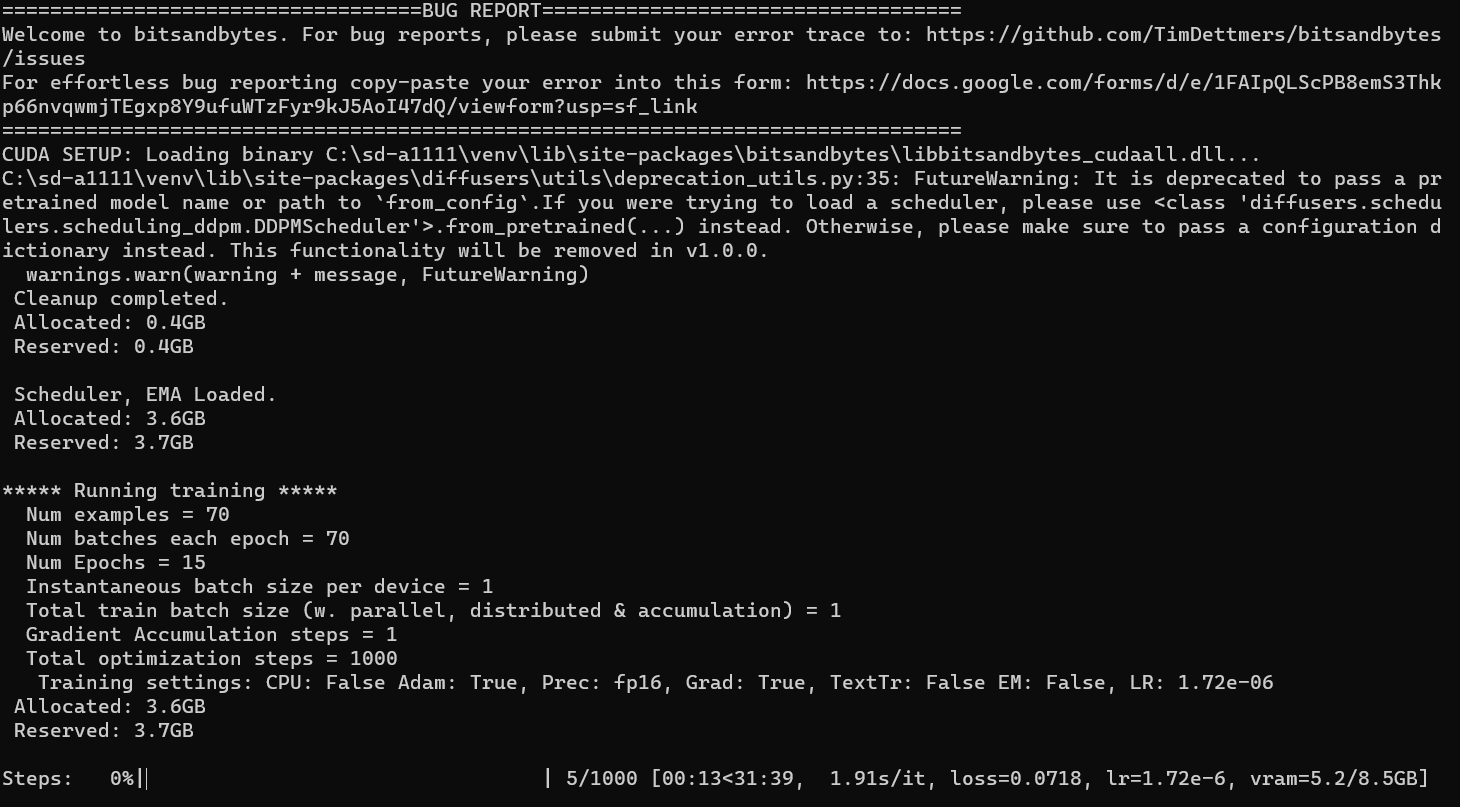 ===================================BUG REPORT===================================
Welcome to bitsandbytes. For bug reports, please submit your error trace to: https://github.com/TimDettmers/bitsandbytes
/issues
For effortless bug reporting copy-paste your error into this form: https://docs.google.com/forms/d/e/1FAIpQLScPB8emS3Thk
p66nvqwmjTEgxp8Y9ufuWTzFyr9kJ5AoI47dQ/viewform?usp=sf_link
================================================================================
CUDA SETUP: Loading binary C:\sd-a1111\venv\lib\site-packages\bitsandbytes\libbitsandbytes_cudaall.dll...
C:\sd-a1111\venv\lib\site-packages\diffusers\utils\deprecation_utils.py:35: FutureWarning: It is deprecated to pass a pr
etrained model name or path to `from_config`.If you were trying to load a scheduler, please use <class 'diffusers.schedu
lers.scheduling_ddpm.DDPMScheduler'>.from_pretrained(...) instead. Otherwise, please make sure to pass a configuration d
ictionary instead. This functionality will be removed in v1.0.0.
  warnings.warn(warning + message, FutureWarning)
 Cleanup completed.
 Allocated: 0.4GB
 Reserved: 0.4GB

 Scheduler, EMA Loaded.
 Allocated: 3.6GB
 Reserved: 3.7GB

***** Running training *****
  Num examples = 70
  Num batches each epoch = 70
  Num Epochs = 15
  Instantaneous batch size per device = 1
  Total train batch size (w. parallel, distributed & accumulation) = 1
  Gradient Accumulation steps = 1
  Total optimization steps = 1000
   Training settings: CPU: False Adam: True, Prec: fp16, Grad: True, TextTr: False EM: False, LR: 1.72e-06
 Allocated: 3.6GB
 Reserved: 3.7GB

Steps:   0%|                                 | 5/1000 [00:13<31:39,  1.91s/it, loss=0.0718, lr=1.72e-6, vram=5.2/8.5GB]